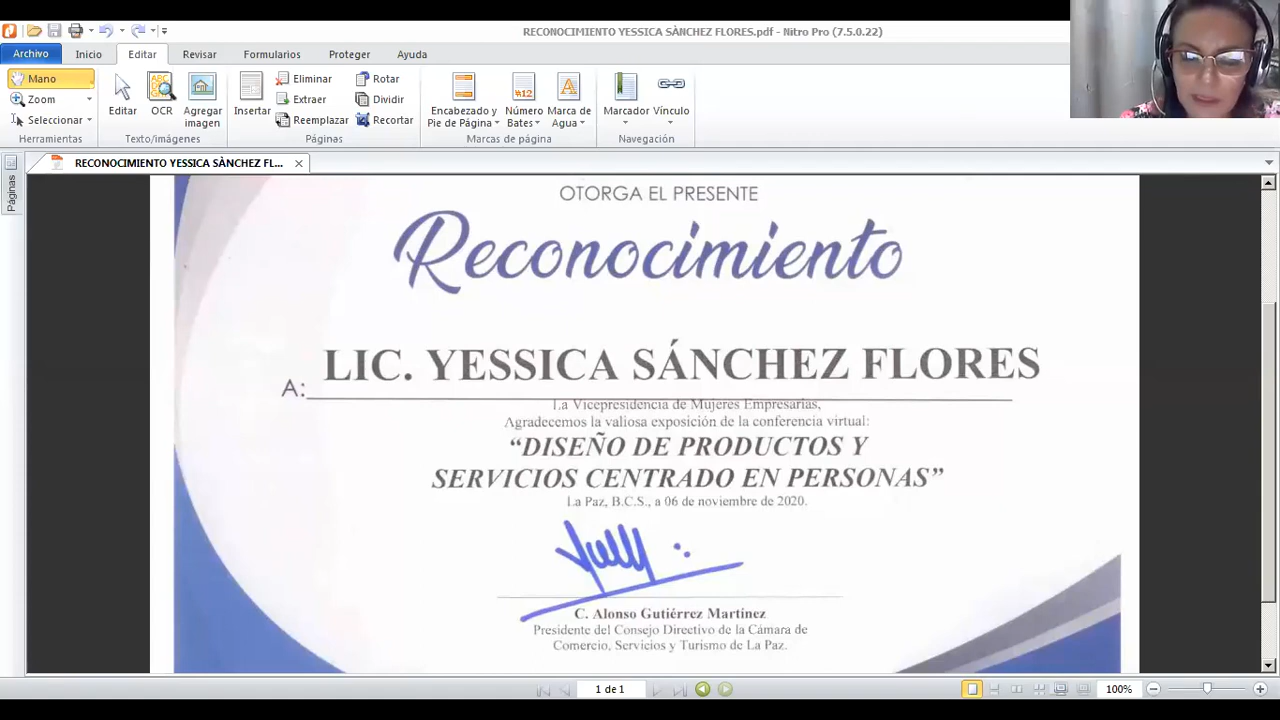 RECONOCIMIENTO YESSICA SÀNCHEZ FLORES.pdf - Nitro Pro (7.5.0.22)
Archivo Inicio Editar Revisar Formularios Proteger Ayuda
Mano
Zoom
Seleccionar
Herramientas
Editar OCR Agregar imagen
Texto/imágenes
Insertar
Eliminar
Extraer
Reemplazar
Rotar
Dividir
Recortar
Páginas
Encabezado y Pie de Página
Número Bates
Marca de Agua
Marcas de página
Marcador Vínculo
Navegación
RECONOCIMIENTO YESSICA SÀNCHEZ FL...
Páginas
OTORGA EL PRESENTE
Reconocimiento
A: LIC. YESSICA SÁNCHEZ FLORES
La Vicepresidencia de Mujeres Empresarias,
Agradecemos la valiosa exposición de la conferencia virtual:
“DISEÑO DE PRODUCTOS Y
SERVICIOS CENTRADO EN PERSONAS”
La Paz, B.C.S., a 06 de noviembre de 2020.
C. Alonso Gutiérrez Martínez
Presidente del Consejo Directivo de la Cámara de
Comercio, Servicios y Turismo de La Paz.
1 de 1
100%